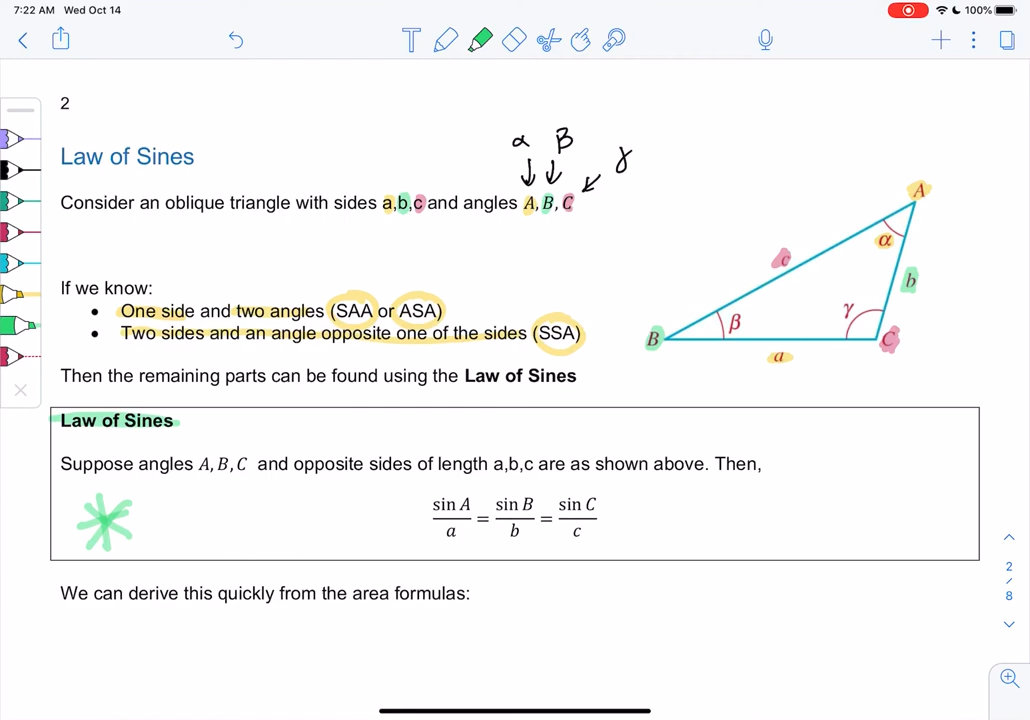 7:22 AM Wed Oct 14
100%
T
2
Law of Sines
α β γ
Consider an oblique triangle with sides a,b,c and angles A, B, C
A
α
c
b
If we know:
• One side and two angles (SAA or ASA)
• Two sides and an angle opposite one of the sides (SSA)
β
γ
B
C
a
Then the remaining parts can be found using the Law of Sines
Law of Sines
Suppose angles A, B, C and opposite sides of length a,b,c are as shown above. Then,
sin A / a = sin B / b = sin C / c
We can derive this quickly from the area formulas:
2
/
8